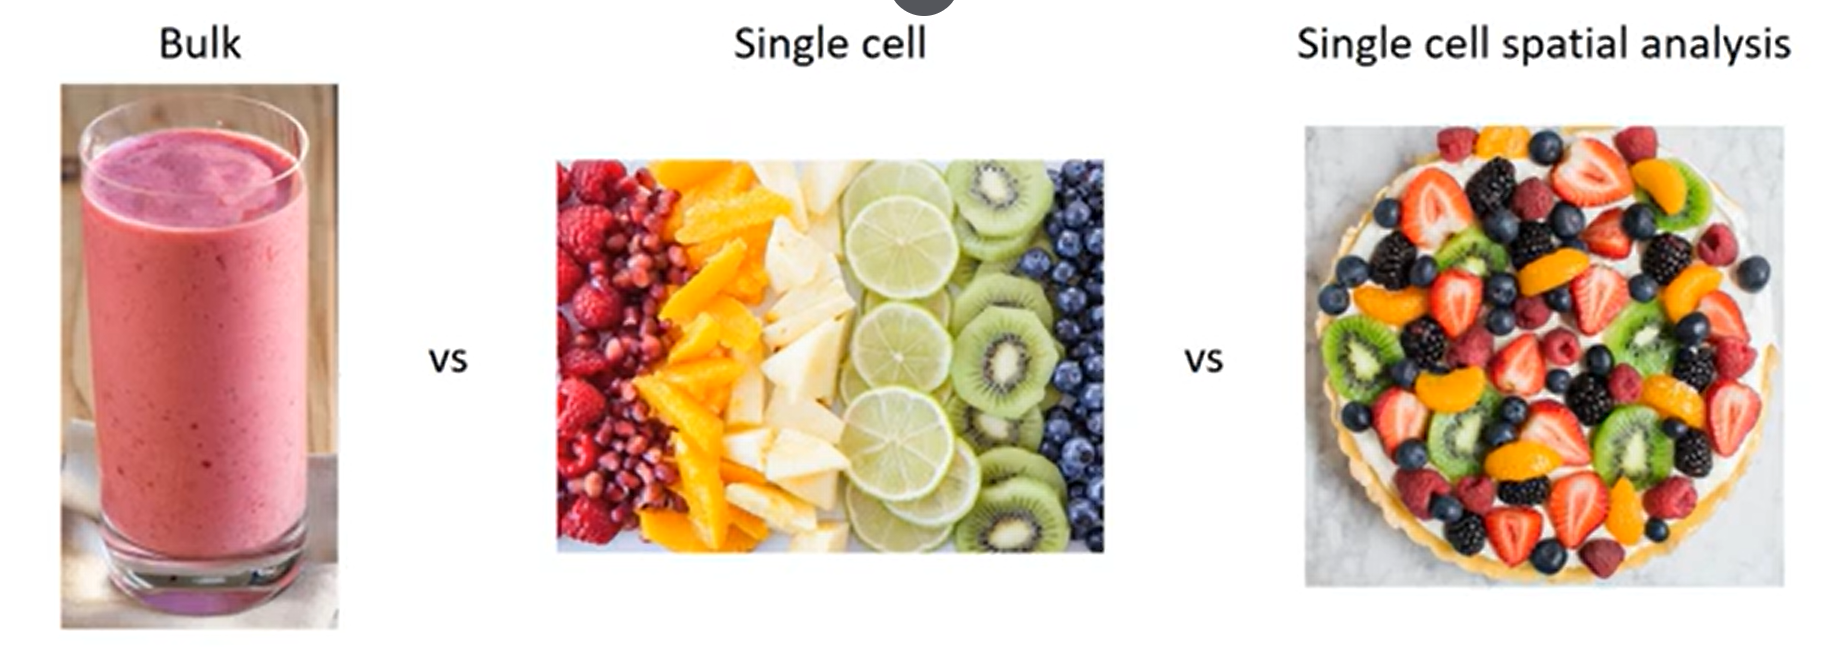 Bulk
Single cell
Single cell spatial analysis
vs
vs